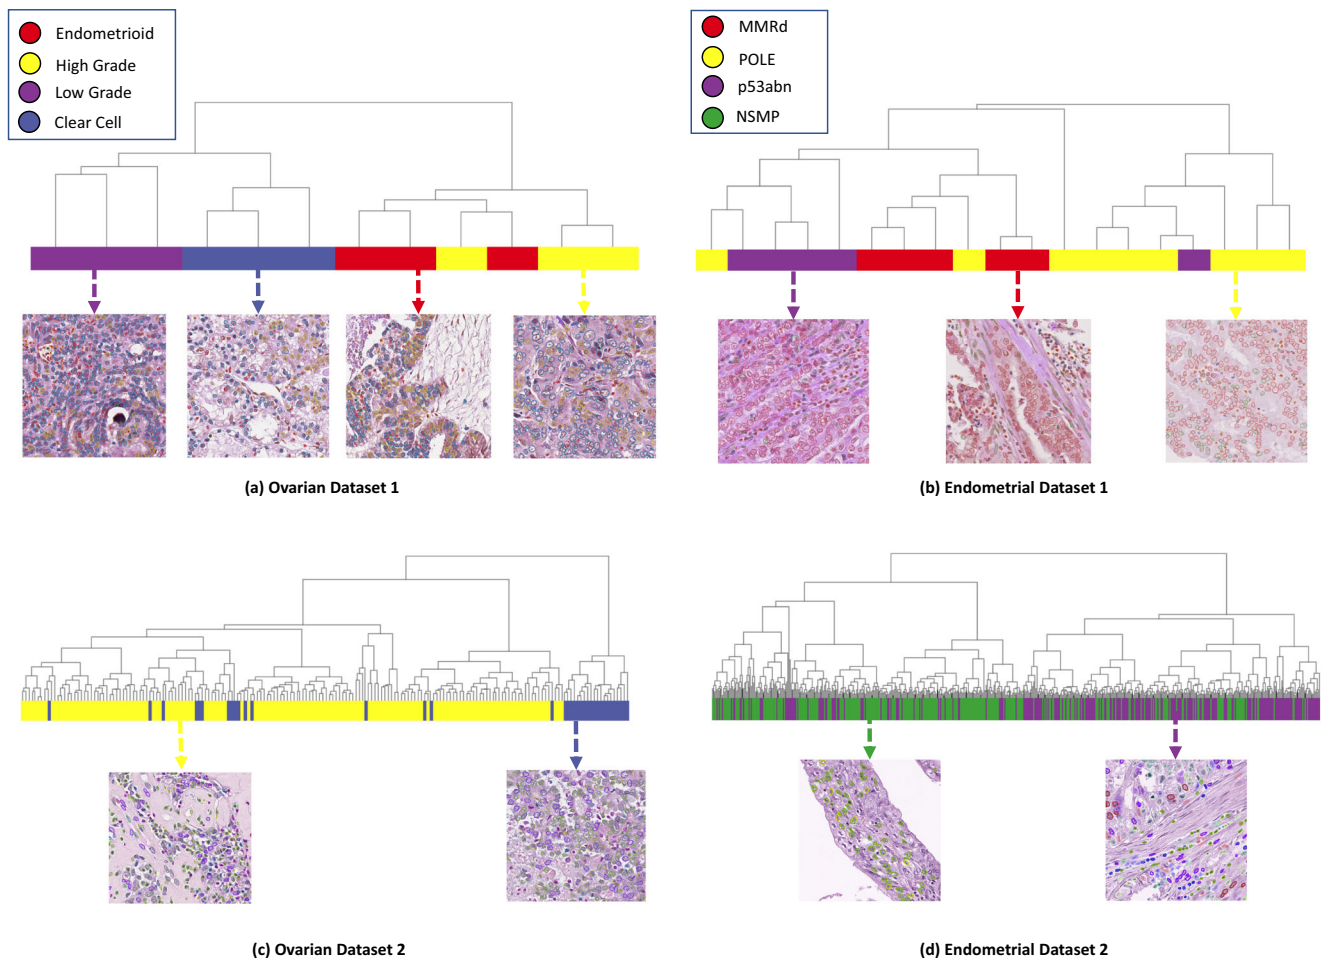 Endometrioid
High Grade
Low Grade
Clear Cell
MMRd
POLE
p53abn
NSMP
(a) Ovarian Dataset 1
(b) Endometrial Dataset 1
(c) Ovarian Dataset 2
(d) Endometrial Dataset 2